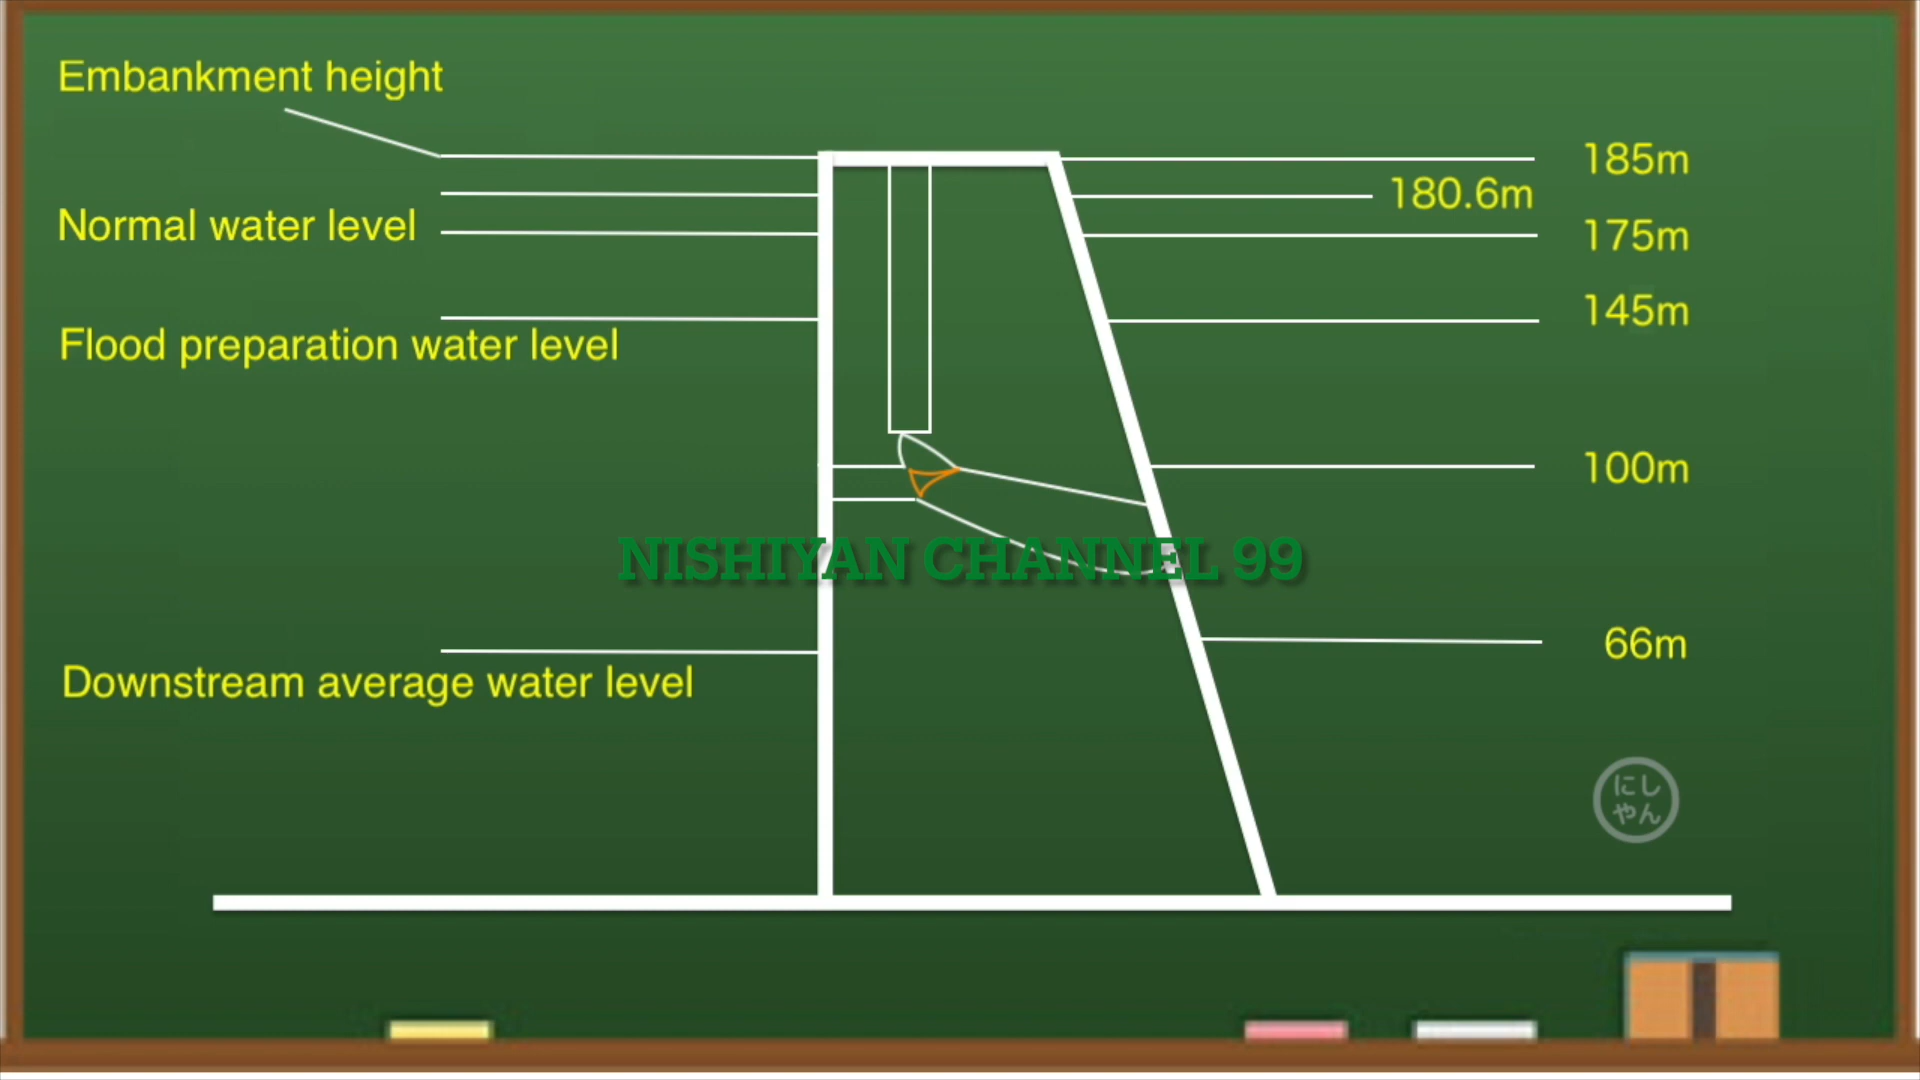 Embankment height
185m
180.6m
Normal water level
175m
145m
Flood preparation water level
100m
NISHIYAN CHANNEL 99
66m
Downstream average water level
にし
やん